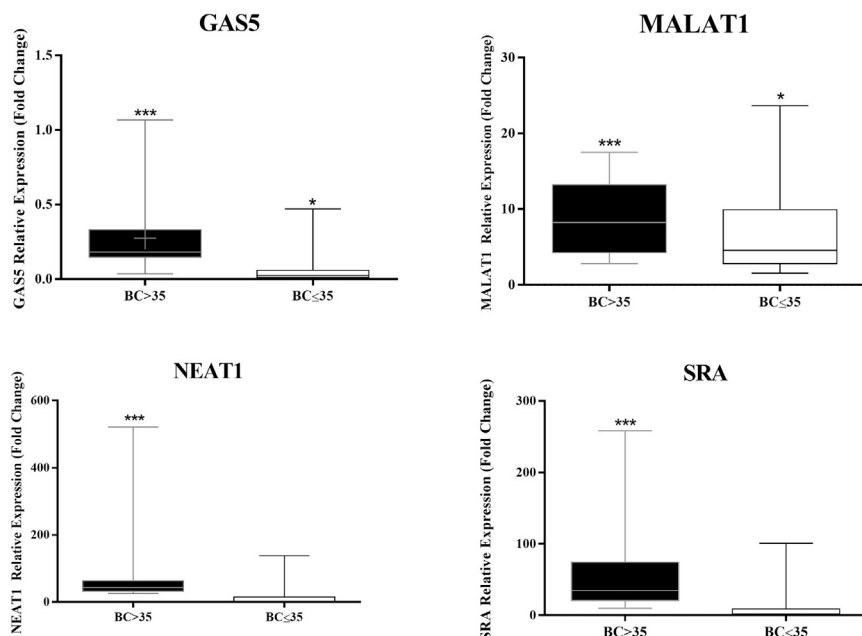 GAS5
GAS5 Relative Expression (Fold Change)
1.5
1.0
0.5
0.0
***
*
BC>35
BC≤35
MALAT1
MALAT1 Relative Expression (Fold Change)
30
20
10
0
***
*
BC>35
BC≤35
NEAT1
NEAT1 Relative Expression (Fold Change)
600
400
200
0
***
BC>35
BC≤35
SRA
SRA Relative Expression (Fold Change)
300
200
100
0
***
BC>35
BC≤35